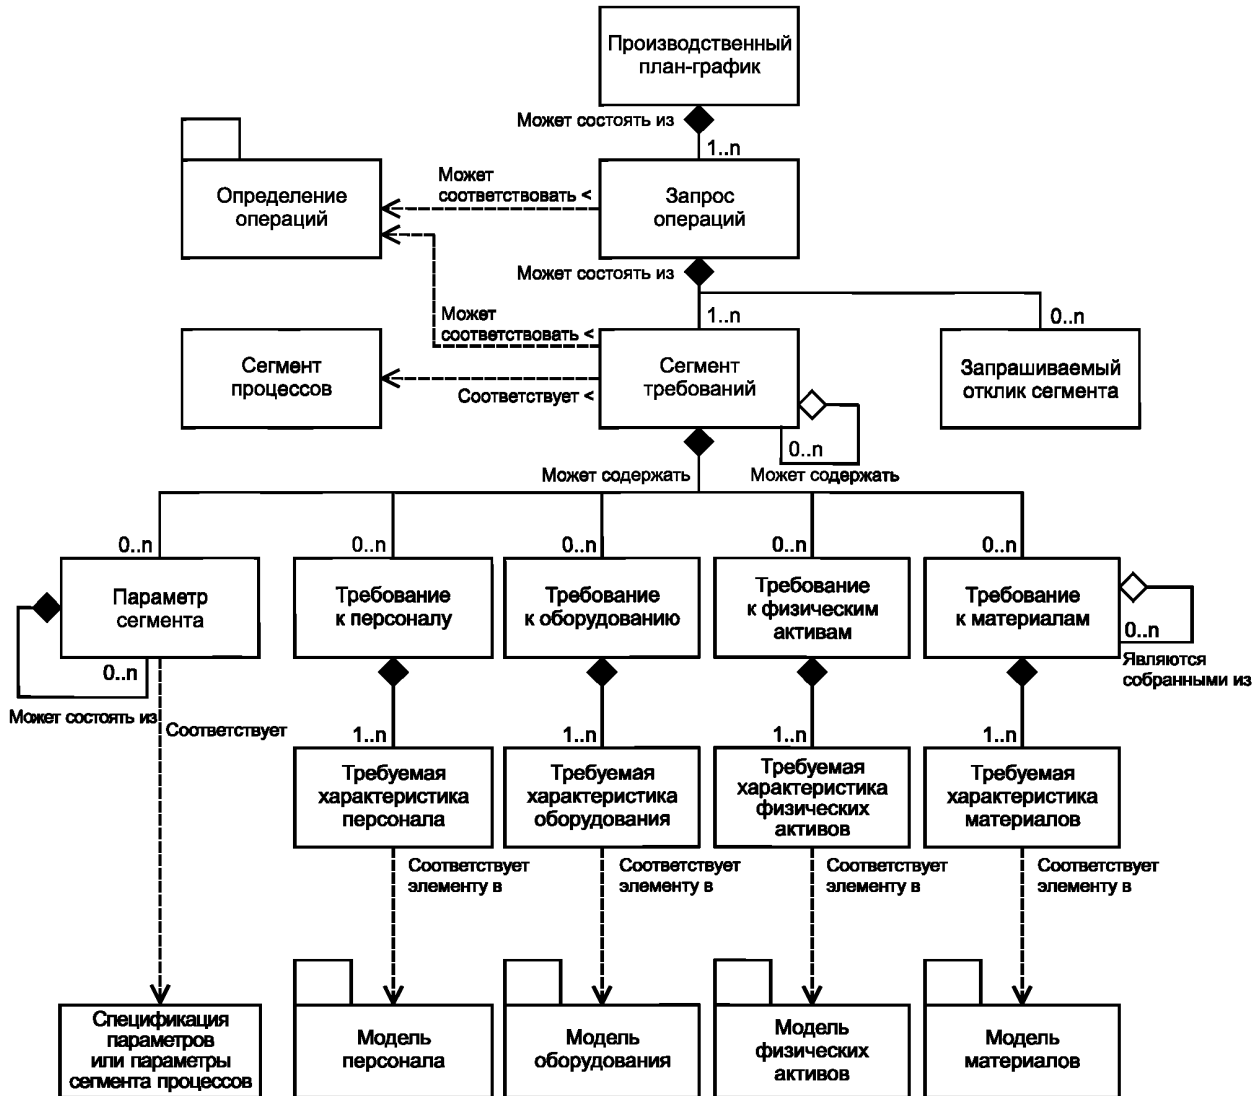 Производственный
план-график
Может состоять из
1..n
Определение
операций
Может
соответствовать <
Запрос
операций
Может состоять из
1..n
0..n
Может
соответствовать <
Сегмент
процессов
Соответствует <
Сегмент
требований
Запрашиваемый
отклик сегмента
0..n
Может содержать
Может содержать
0..n
0..n
0..n
0..n
0..n
Параметр
сегмента
Требование
к персоналу
Требование
к оборудованию
Требование
к физическим
активам
Требование
к материалам
0..n
0..n
Являются
собранными из
Может состоять из
Соответствует
1..n
1..n
1..n
1..n
Требуемая
характеристика
персонала
Требуемая
характеристика
оборудования
Требуемая
характеристика
физических
активов
Требуемая
характеристика
материалов
Соответствует
элементу в
Соответствует
элементу в
Соответствует
элементу в
Соответствует
элементу в
Спецификация
параметров
или параметры
сегмента процессов
Модель
персонала
Модель
оборудования
Модель
физических
активов
Модель
материалов